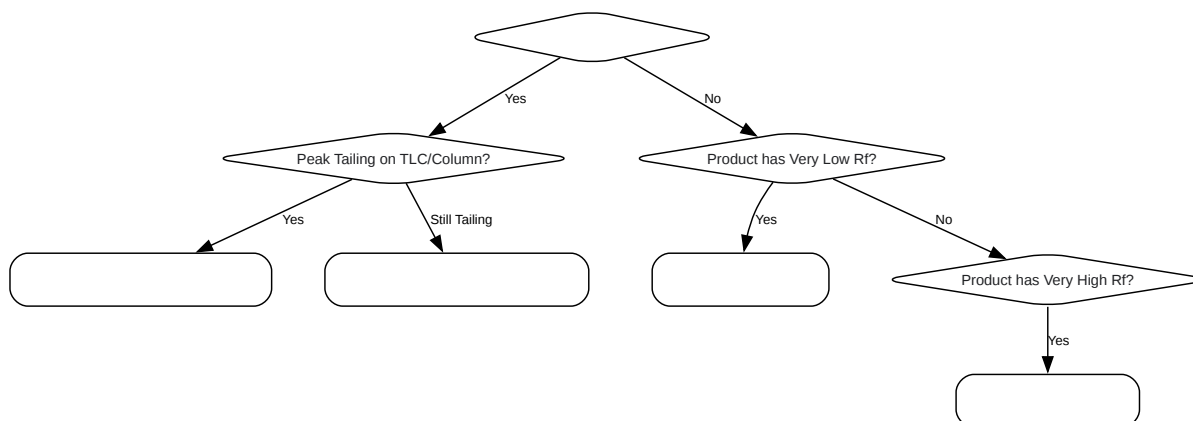 Yes
No
Peak Tailing on TLC/Column?
Product has Very Low Rf?
Yes
Still Tailing
Yes
No
Product has Very High Rf?
Yes